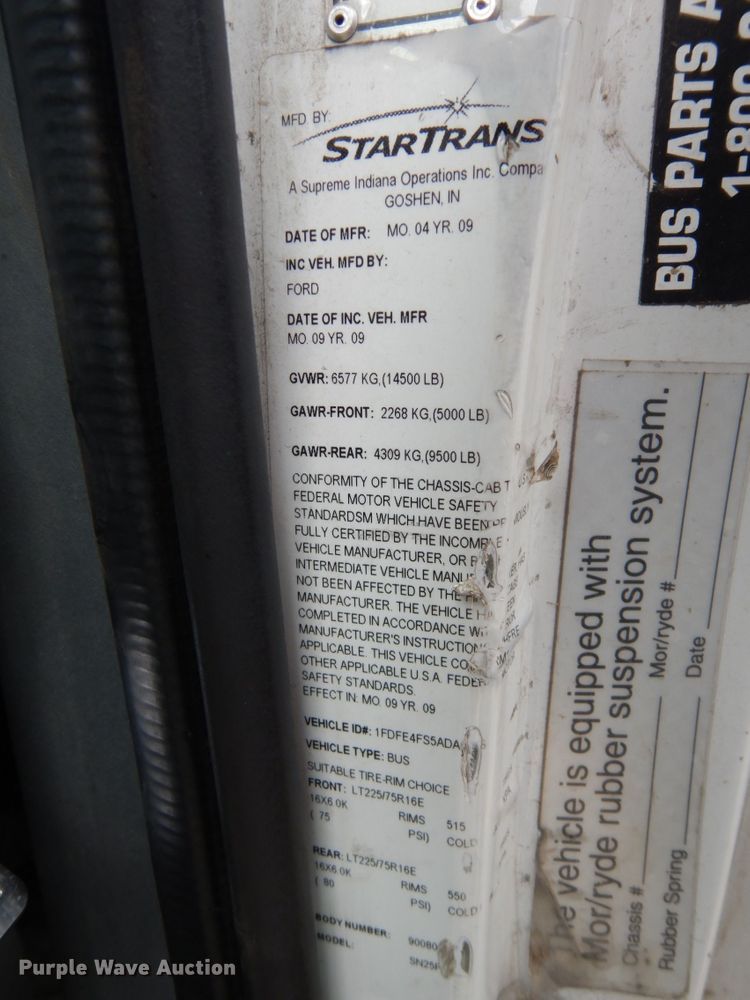 MFD. BY:
STARTRANS
A Supreme Indiana Operations Inc. Compa
GOSHEN, IN
DATE OF MFR: MO. 04 YR. 09
INC VEH. MFD BY:
FORD
DATE OF INC. VEH. MFR
MO. 09 YR. 09
GVWR: 6577 KG,(14500 LB)
GAWR-FRONT: 2268 KG,(5000 LB)
GAWR-REAR: 4309 KG,(9500 LB)
CONFORMITY OF THE CHASSIS-CAB T
FEDERAL MOTOR VEHICLE SAFETY
STANDARDSM WHICH HAVE BEEN
FULLY CERTIFIED BY THE
VEHICLE MANUFACTURER, OR
INTERMEDIATE VEHICLE
NOT BEEN AFFECTED BY THE
MANUFACTURER. THE VEHICLE
COMPLETED IN ACCORDANCE
MANUFACTURER'S
APPLICABLE. THIS VEHICLE
OTHER APPLICABLE U.S.A.
SAFETY STANDARDS.
EFFECT IN: MO. 09 YR. 09
VEHICLE ID#: 1FDFE4FS5ADA
VEHICLE TYPE: BUS
SUITABLE TIRE-RIM CHOICE
FRONT: LT225/75R16E
16X6.0K RIMS 515
( 75 PSI) COLD
REAR: LT225/75R16E
16X6.0K RIMS 550
( 80 PSI) COLD
BODY NUMBER: 90080
MODEL: SN25
BUS PARTS A
1-800
The vehicle is equipped with
Mor/ryde rubber suspension system.
Chassis # Mor/ryde #
Rubber Spring Date
Purple Wave Auction